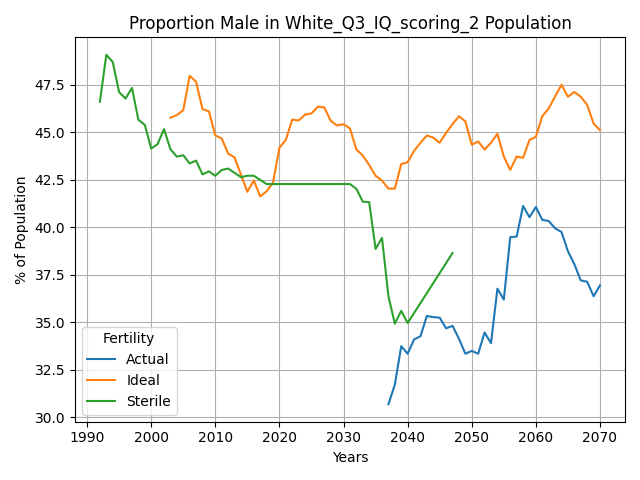 Proportion Male in White_Q3_IQ_scoring_2 Population
% of Population
47.5
45.0
42.5
40.0
37.5
35.0
32.5
30.0
Fertility
Actual
Ideal
Sterile
1990 2000 2010 2020 2030 2040 2050 2060 2070
Years